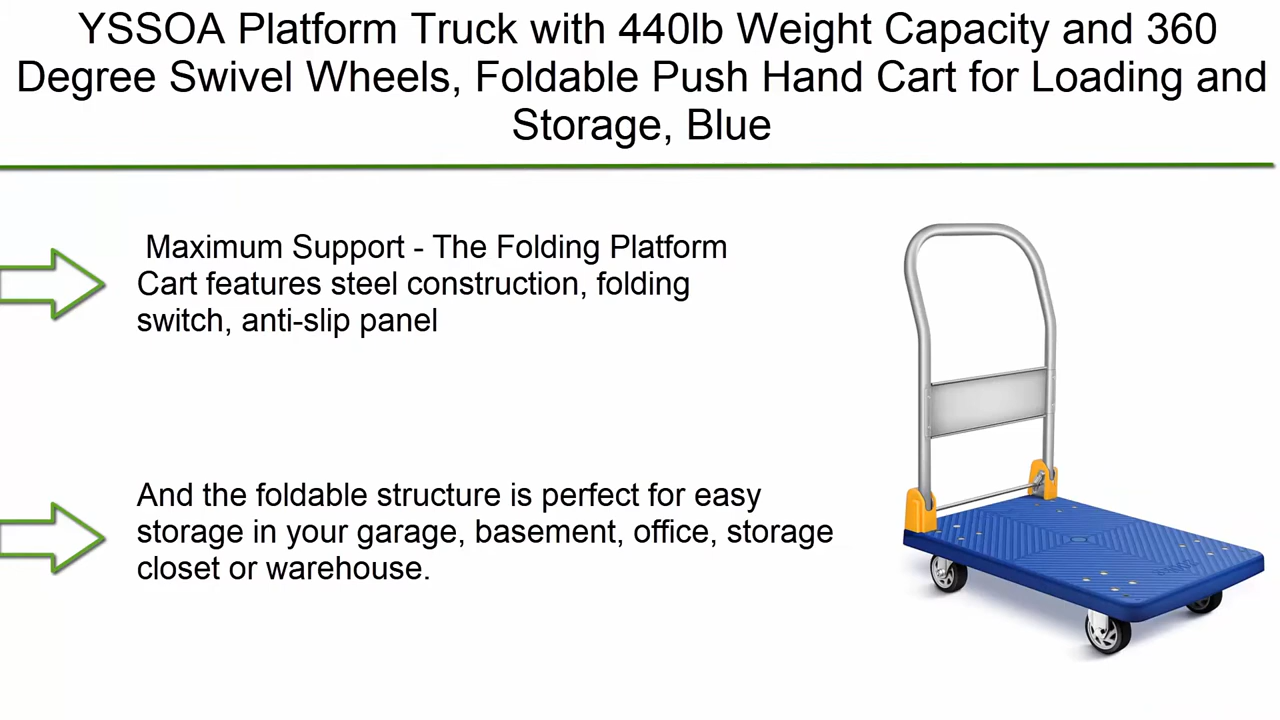 YSSOA Platform Truck with 440lb Weight Capacity and 360
Degree Swivel Wheels, Foldable Push Hand Cart for Loading and
Storage, Blue
Maximum Support - The Folding Platform
Cart features steel construction, folding
switch, anti-slip panel
And the foldable structure is perfect for easy
storage in your garage, basement, office, storage
closet or warehouse.